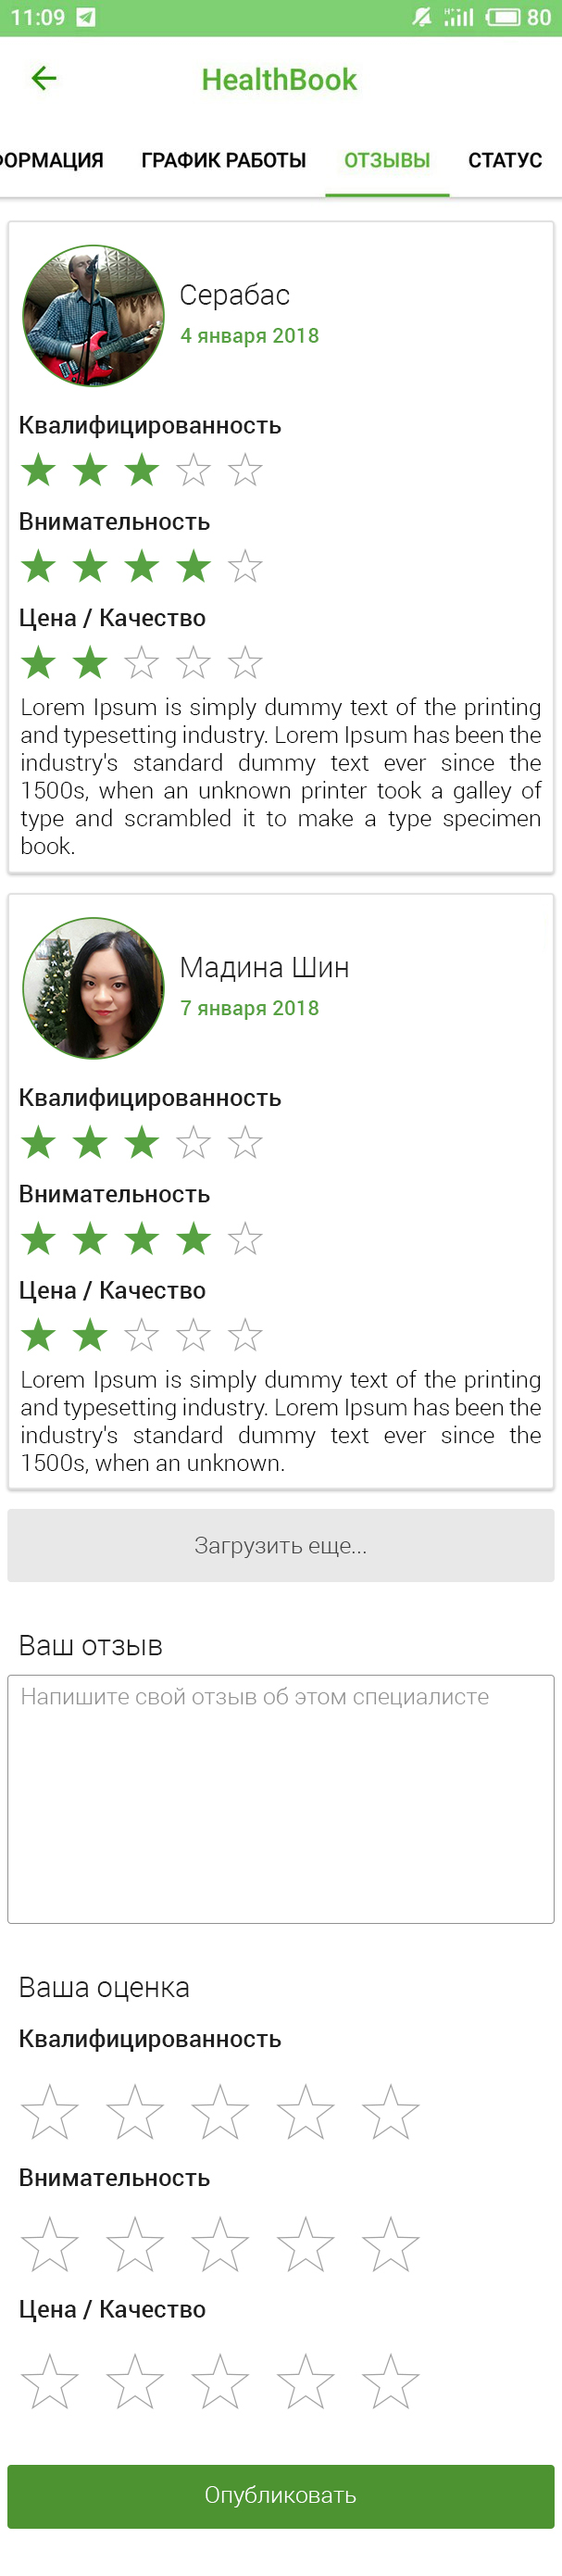 11:09
80
HealthBook
ОРМАЦИЯ ГРАФИК РАБОТЫ ОТЗЫВЫ СТАТУС
Серабас
4 января 2018
Квалифицированность
Внимательность
Цена / Качество
Lorem Ipsum is simply dummy text of the printing
and typesetting industry. Lorem Ipsum has been the
industry's standard dummy text ever since the
1500s, when an unknown printer took a galley of
type and scrambled it to make a type specimen
book.
Мадина Шин
7 января 2018
Квалифицированность
Внимательность
Цена / Качество
Lorem Ipsum is simply dummy text of the printing
and typesetting industry. Lorem Ipsum has been the
industry's standard dummy text ever since the
1500s, when an unknown.
Загрузить еще...
Ваш отзыв
Напишите свой отзыв об этом специалисте
Ваша оценка
Квалифицированность
Внимательность
Цена / Качество
Опубликовать